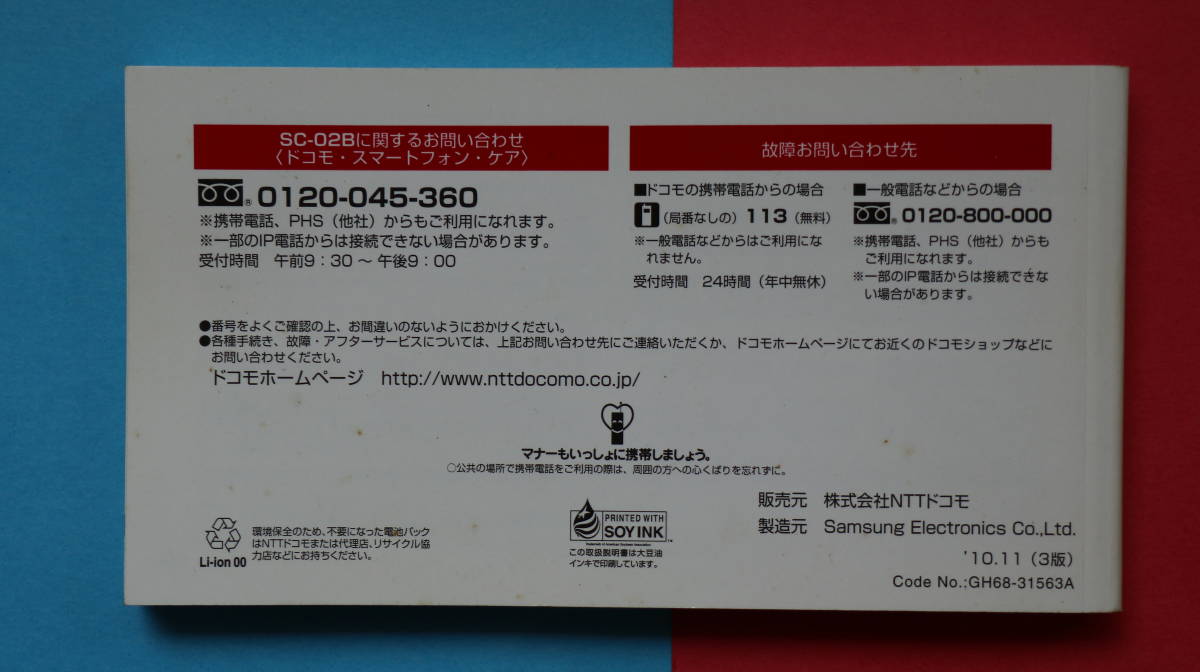 SC-02Bに関するお問い合わせ
〈ドコモ・スマートフォン・ケア〉
® 0120-045-360
※携帯電話、PHS（他社）からもご利用になれます。
※一部のIP電話からは接続できない場合があります。
受付時間 午前9：30 ～ 午後9：00
故障お問い合わせ先
■ドコモの携帯電話からの場合
（局番なしの）113（無料）
※一般電話などからはご利用にな
れません。
受付時間 24時間（年中無休）
■一般電話などからの場合
® 0120-800-000
※携帯電話、PHS（他社）からも
ご利用になれます。
※一部のIP電話からは接続できな
い場合があります。
●番号をよくご確認の上、お間違いのないようにおかけください。
●各種手続き、故障・アフターサービスについては、上記お問い合わせ先にご連絡いただくか、ドコモホームページにてお近くのドコモショップなどに
お問い合わせください。
ドコモホームページ http://www.nttdocomo.co.jp/
マナーもいっしょに携帯しましょう。
○公共の場所で携帯電話をご利用の際は、周囲の方への心くばりを忘れずに。
Li-ion 00
環境保全のため、不要になった電池パック
はNTTドコモまたは代理店、リサイクル協
力店などにお持ちください。
PRINTED WITH
SOY INK™
Trademark of American Soybean Association
この取扱説明書は大豆油
インキで印刷しています。
販売元 株式会社NTTドコモ
製造元 Samsung Electronics Co.,Ltd.
'10.11（3版）
Code No.:GH68-31563A